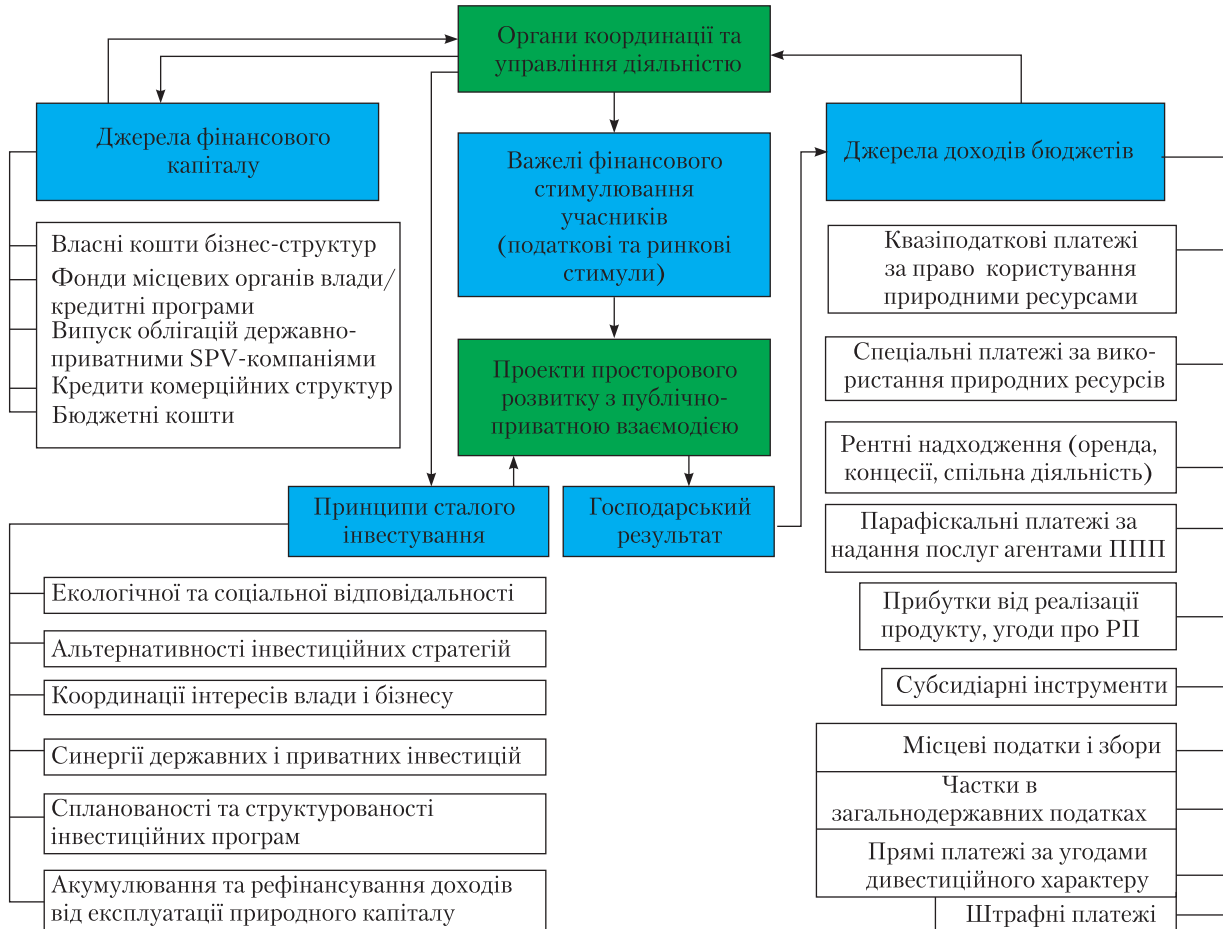 Органи координації та
управління діяльністю
Джерела фінансового
капіталу
Важелі фінансового
стимулювання
учасників
(податкові та ринкові
стимули)
Джерела доходів бюджетів
Власні кошти бізнес-структур
Фонди місцевих органів влади/
кредитні програми
Випуск облігацій державно-
приватними SPV-компаніями
Кредити комерційних структур
Бюджетні кошти
Проекти просторового
розвитку з публічно-
приватною взаємодією
Принципи сталого
інвестування
Господарський
результат
Екологічної та соціальної відповідальності
Альтернативності інвестиційних стратегій
Координації інтересів влади і бізнесу
Синергії державних і приватних інвестицій
Спланованості та структурованості
інвестиційних програм
Акумулювання та рефінансування доходів
від експлуатації природного капіталу
Квазіподаткові платежі
за право користування
природними ресурсами
Спеціальні платежі за вико-
ристання природних ресурсів
Рентні надходження (оренда,
концесії, спільна діяльність)
Парафіскальні платежі за
надання послуг агентами ППП
Прибутки від реалізації
продукту, угоди про РП
Субсидіарні інструменти
Місцеві податки і збори
Частки в
загальнодержавних податках
Прямі платежі за угодами
дивестиційного характеру
Штрафні платежі